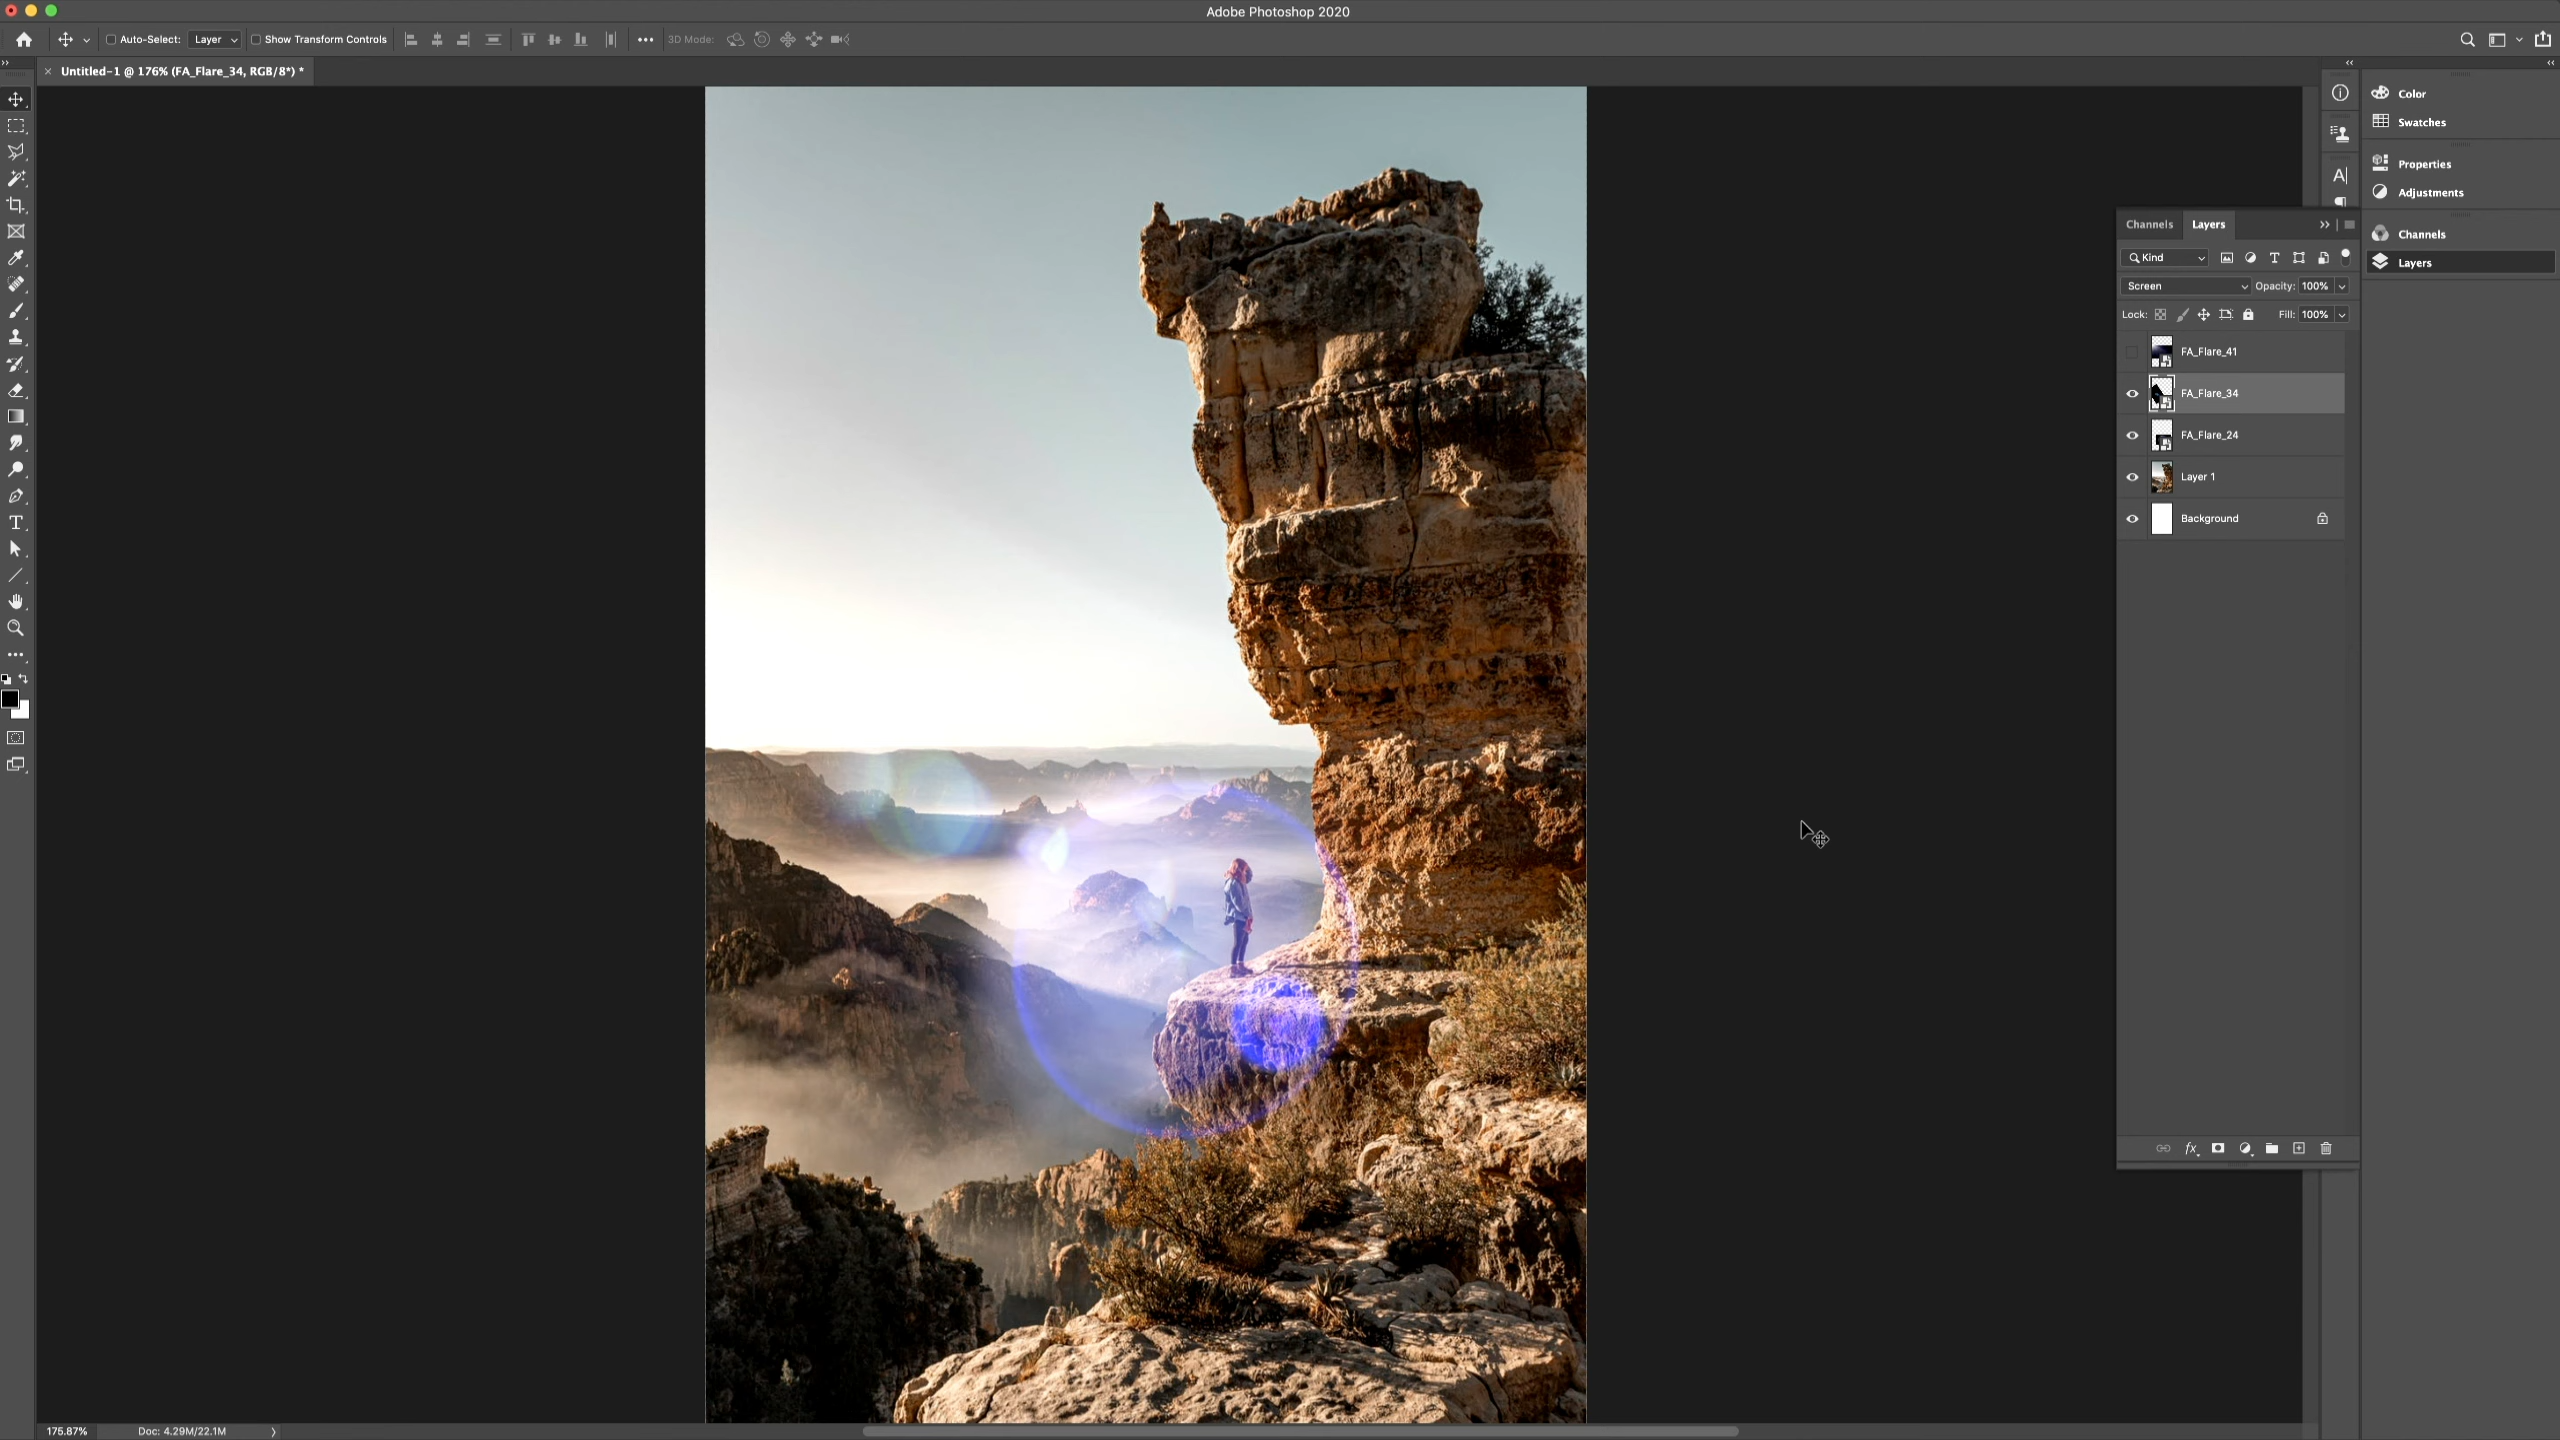 Adobe Photoshop 2020
Auto-Select: Layer Show Transform Controls 3D Mode:
× Untitled-1 @ 176% (FA_Flare_34, RGB/8*) *
Color
Swatches
Properties
Adjustments
Channels
Layers
Channels Layers
Kind
Screen Opacity: 100%
Lock: Fill: 100%
FA_Flare_41
FA_Flare_34
FA_Flare_24
Layer 1
Background
fx
175.87% Doc: 4.29M/22.1M